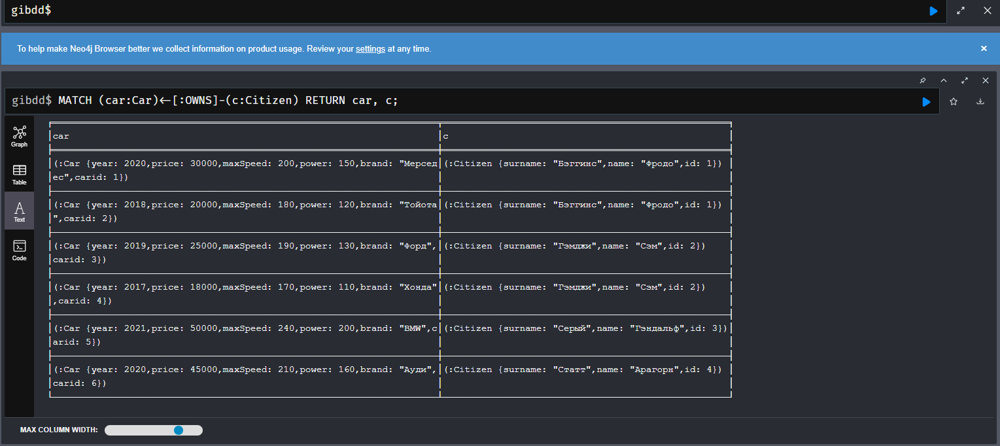 gibdd$
To help make Neo4j Browser better we collect information on product usage. Review your settings at any time.
gibdd$ MATCH (car:Car)<-[:OWNS]-(c:Citizen) RETURN car, c;
Graph
Table
Text
Code
car c
(:Car {year: 2020,price: 30000,maxSpeed: 200,power: 150,brand: "Мерсед (:Citizen {surname: "Бэггинс",name: "Фродо",id: 1})
ес",carid: 1})
(:Car {year: 2018,price: 20000,maxSpeed: 180,power: 120,brand: "Тойота (:Citizen {surname: "Бэггинс",name: "Фродо",id: 1})
",carid: 2})
(:Car {year: 2019,price: 25000,maxSpeed: 190,power: 130,brand: "Форд", (:Citizen {surname: "Гэмджи",name: "Сэм",id: 2})
carid: 3})
(:Car {year: 2017,price: 18000,maxSpeed: 170,power: 110,brand: "Хонда" (:Citizen {surname: "Гэмджи",name: "Сэм",id: 2})
,carid: 4})
(:Car {year: 2021,price: 50000,maxSpeed: 240,power: 200,brand: "BMW",c (:Citizen {surname: "Серый",name: "Гэндальф",id: 3})
arid: 5})
(:Car {year: 2020,price: 45000,maxSpeed: 210,power: 160,brand: "Ауди", (:Citizen {surname: "Статт",name: "Арагорн",id: 4})
carid: 6})
MAX COLUMN WIDTH: